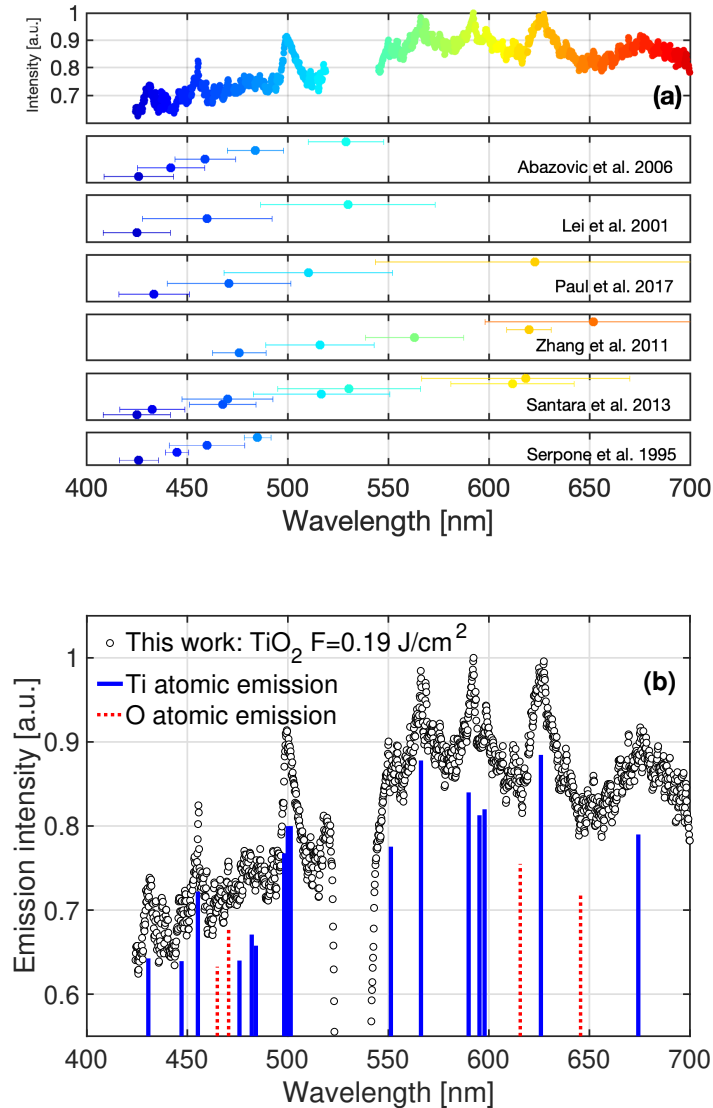 1
0.9
0.8
0.7
Intensity [a.u.]
(a)
Abazovic et al. 2006
Lei et al. 2001
Paul et al. 2017
Zhang et al. 2011
Santara et al. 2013
Serpone et al. 1995
400 450 500 550 600 650 700
Wavelength [nm]
This work: TiO2 F=0.19 J/cm2
Ti atomic emission
O atomic emission
(b)
1
0.9
0.8
0.7
0.6
Emission intensity [a.u.]
400 450 500 550 600 650 700
Wavelength [nm]